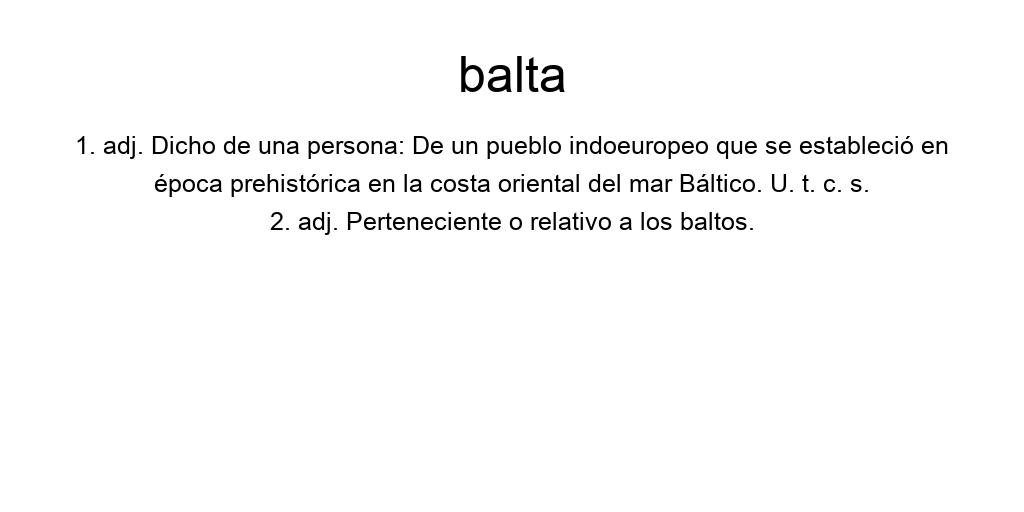 balta
1. adj. Dicho de una persona: De un pueblo indoeuropeo que se estableció en
época prehistórica en la costa oriental del mar Báltico. U. t. c. s.
2. adj. Perteneciente o relativo a los baltos.